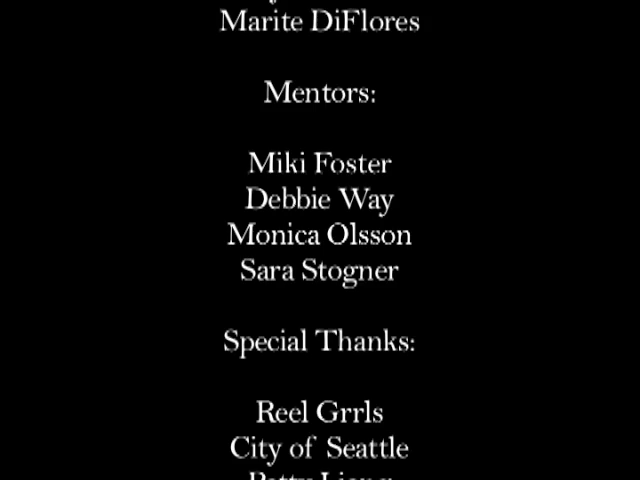 Marite DiFlores
Mentors:
Miki Foster
Debbie Way
Monica Olsson
Sara Stogner
Special Thanks:
Reel Grrls
City of Seattle